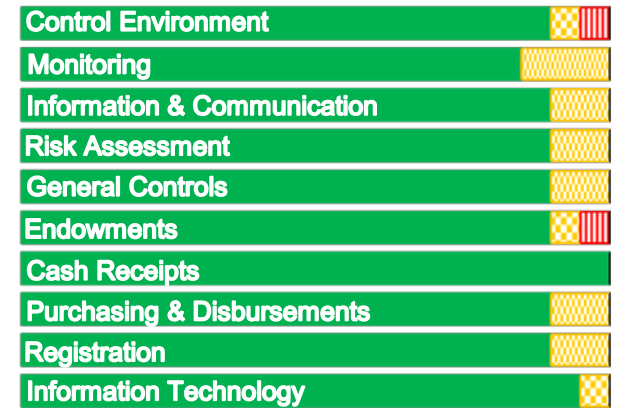 Control Environment
Monitoring
Information & Communication
Risk Assessment
General Controls
Endowments
Cash Receipts
Purchasing & Disbursements
Registration
Information Technology